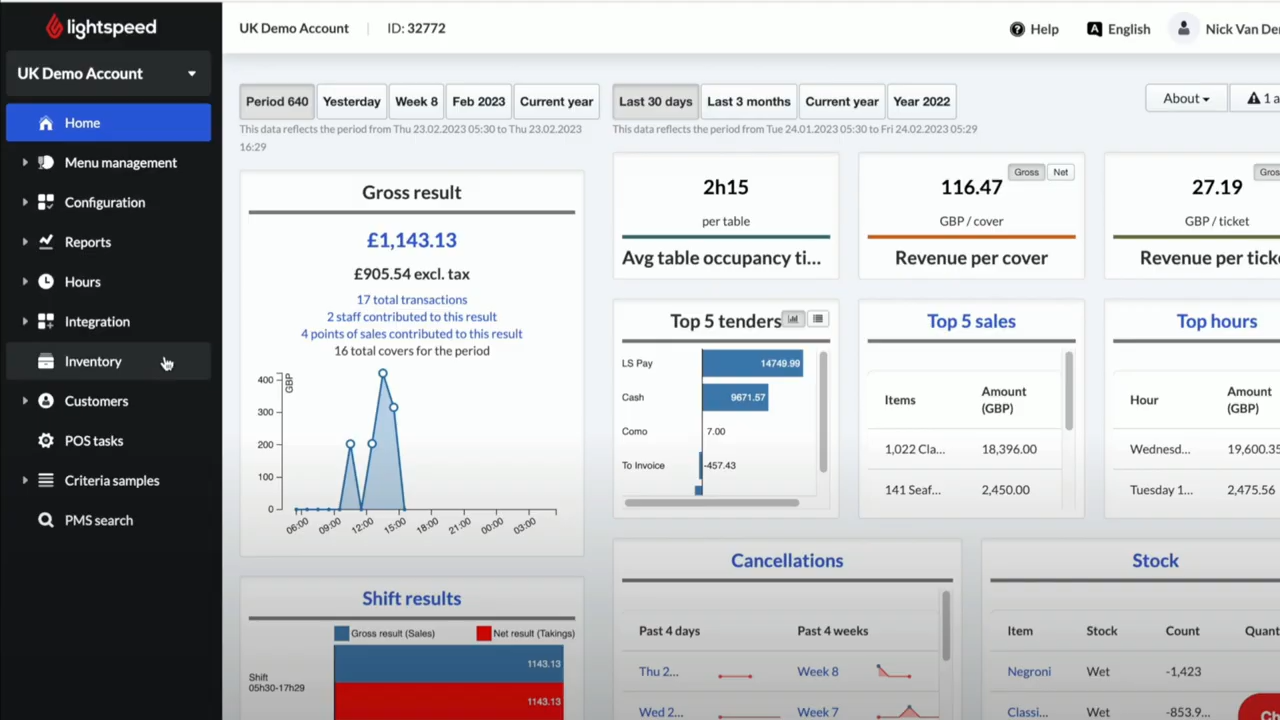 lightspeed
UK Demo Account
ID: 32772
Help
English
Nick Van Der
UK Demo Account
Home
Menu management
Configuration
Reports
Hours
Integration
Inventory
Customers
POS tasks
Criteria samples
PMS search
Period 640
Yesterday
Week 8
Feb 2023
Current year
This data reflects the period from Thu 23.02.2023 05:30 to Thu 23.02.2023
16:29
Last 30 days
Last 3 months
Current year
Year 2022
This data reflects the period from Tue 24.01.2023 05:30 to Fri 24.02.2023 05:29
About
1 a
Gross result
£1,143.13
£905.54 excl. tax
17 total transactions
2 staff contributed to this result
4 points of sales contributed to this result
16 total covers for the period
GBP
400
300
200
100
0
06:00 09:00 12:00 15:00 18:00 21:00 00:00 03:00
Shift results
Gross result (Sales)
Net result (Takings)
Shift
05h30-17h29
1143.13
1143.13
2h15
per table
Avg table occupancy ti...
Gross Net
116.47
GBP / cover
Revenue per cover
Gros
27.19
GBP / ticket
Revenue per ticke
Top 5 tenders
LS Pay 14749.99
Cash 9671.57
Como 7.00
To Invoice -457.43
Top 5 sales
Items Amount
(GBP)
1,022 Cla... 18,396.00
141 Seaf... 2,450.00
Top hours
Hour Amount
(GBP)
Wednesd... 19,600.35
Tuesday 1... 2,475.56
Cancellations
Past 4 days Past 4 weeks
Thu 2... Week 8
Wed 2... Week 7
Stock
Item Stock Count Quant
Negroni Wet -1,423
Classi... Wet -853.9...